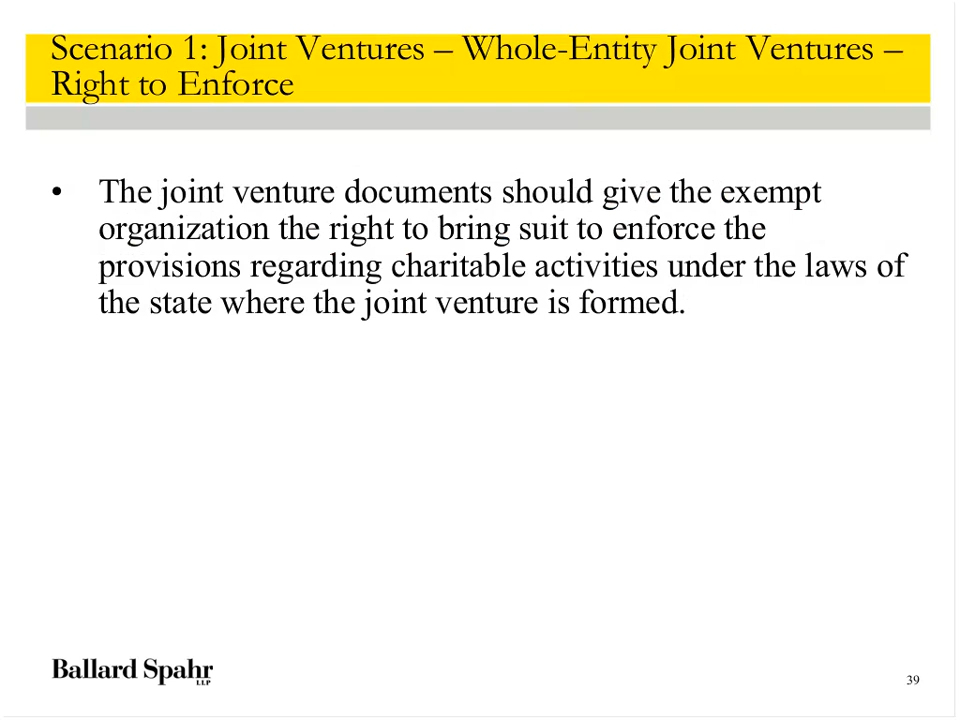 Scenario 1: Joint Ventures – Whole-Entity Joint Ventures –
Right to Enforce
• The joint venture documents should give the exempt
organization the right to bring suit to enforce the
provisions regarding charitable activities under the laws of
the state where the joint venture is formed.
Ballard Spahr
LLP
39